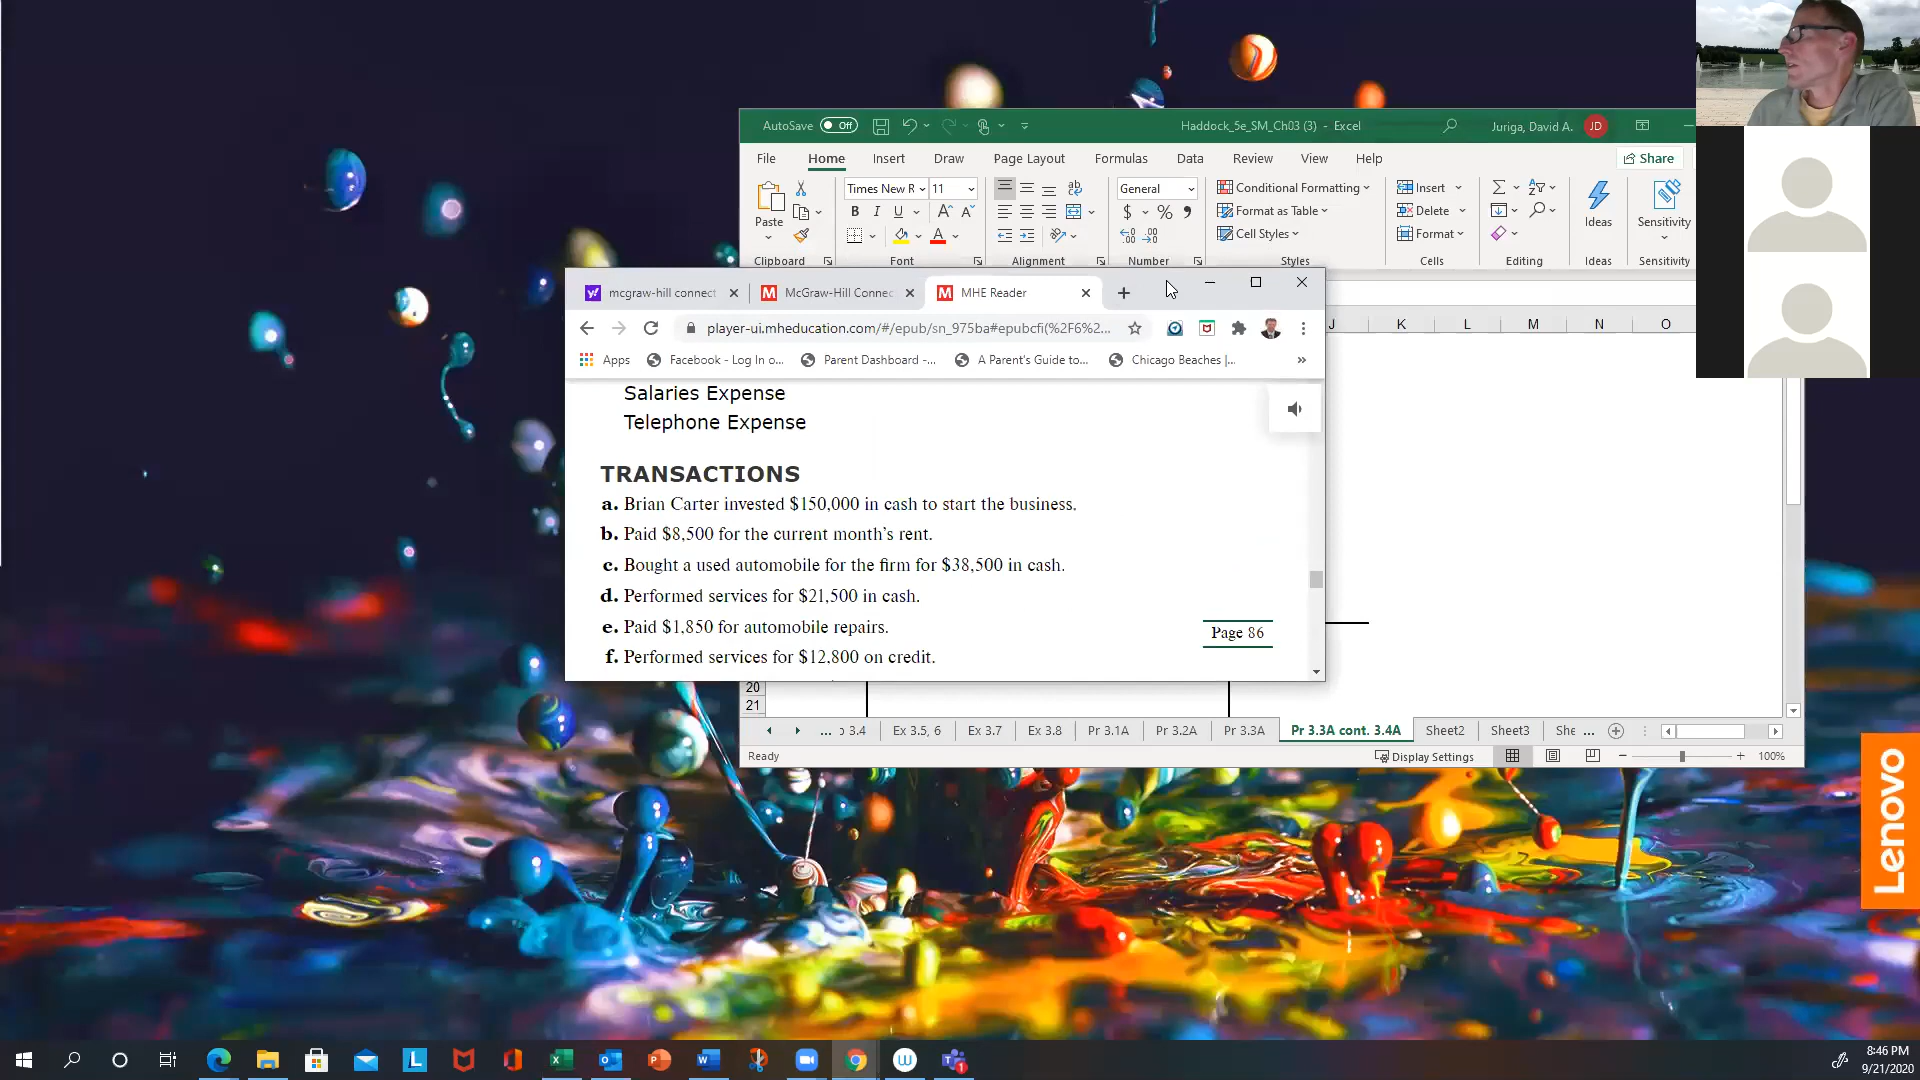 AutoSave Off Haddock_5e_SM_Ch03 (3) - Excel Juriga, David A. JD
File Home Insert Draw Page Layout Formulas Data Review View Help Share
Times New R 11 General Conditional Formatting Insert
Paste B I U $ % Format as Table Delete Ideas Sensitivity
Cell Styles Format
Clipboard Font Alignment Number Styles Cells Editing Ideas Sensitivity
mcgraw-hill connect McGraw-Hill Connec MHE Reader
player-ui.mheducation.com/#/epub/sn_975ba#epubcfi(%2F6%2...
J K L M N O
Apps Facebook - Log In o... Parent Dashboard -... A Parent's Guide to... Chicago Beaches |...
Salaries Expense
Telephone Expense
TRANSACTIONS
a. Brian Carter invested $150,000 in cash to start the business.
b. Paid $8,500 for the current month's rent.
c. Bought a used automobile for the firm for $38,500 in cash.
d. Performed services for $21,500 in cash.
e. Paid $1,850 for automobile repairs.
Page 86
f. Performed services for $12,800 on credit.
20
21
... 3.4 Ex 3.5, 6 Ex 3.7 Ex 3.8 Pr 3.1A Pr 3.2A Pr 3.3A Pr 3.3A cont. 3.4A Sheet2 Sheet3 She ...
Ready Display Settings 100%
Lenovo
8:46 PM
9/21/2020